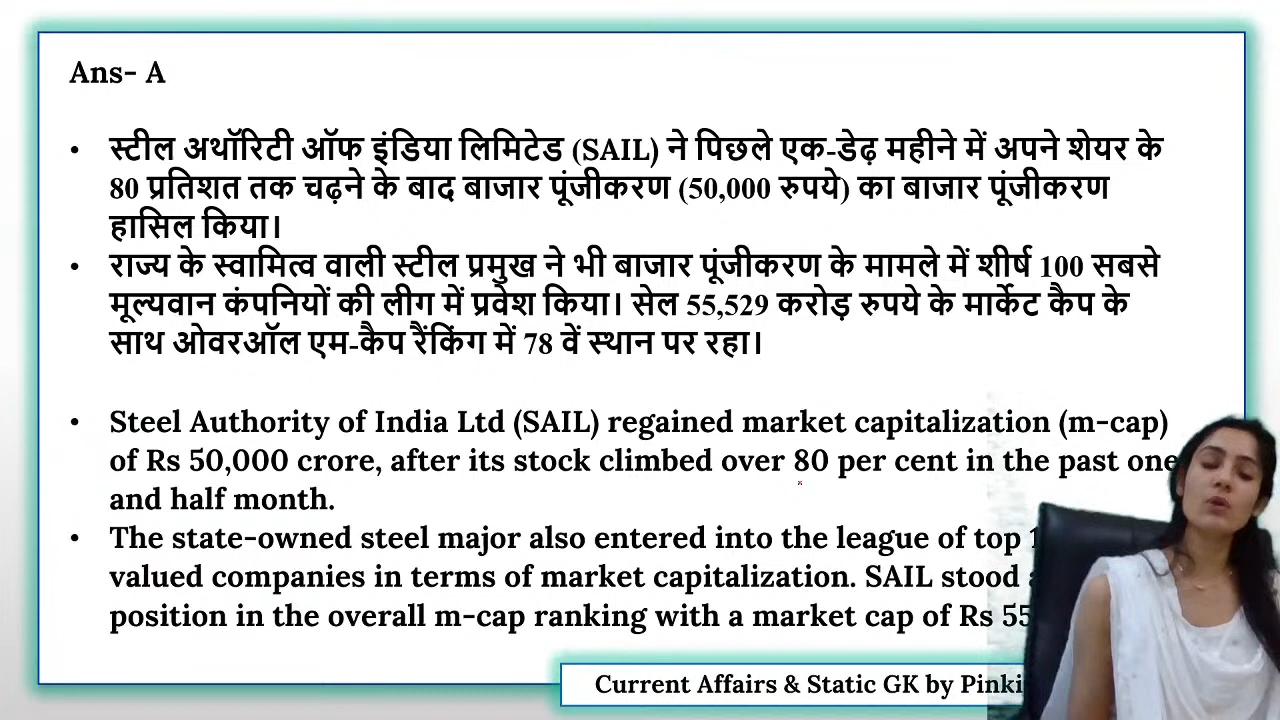 Ans- A
• स्टील अथॉरिटी ऑफ इंडिया लिमिटेड (SAIL) ने पिछले एक-डेढ़ महीने में अपने शेयर के
80 प्रतिशत तक चढ़ने के बाद बाजार पूंजीकरण (50,000 रुपये) का बाजार पूंजीकरण
हासिल किया।
• राज्य के स्वामित्व वाली स्टील प्रमुख ने भी बाजार पूंजीकरण के मामले में शीर्ष 100 सबसे
मूल्यवान कंपनियों की लीग में प्रवेश किया। सेल 55,529 करोड़ रुपये के मार्केट कैप के
साथ ओवरऑल एम-कैप रैंकिंग में 78 वें स्थान पर रहा।
• Steel Authority of India Ltd (SAIL) regained market capitalization (m-cap)
of Rs 50,000 crore, after its stock climbed over 80 per cent in the past one
and half month.
• The state-owned steel major also entered into the league of top
valued companies in terms of market capitalization. SAIL stood
position in the overall m-cap ranking with a market cap of Rs
Current Affairs & Static GK by Pinki